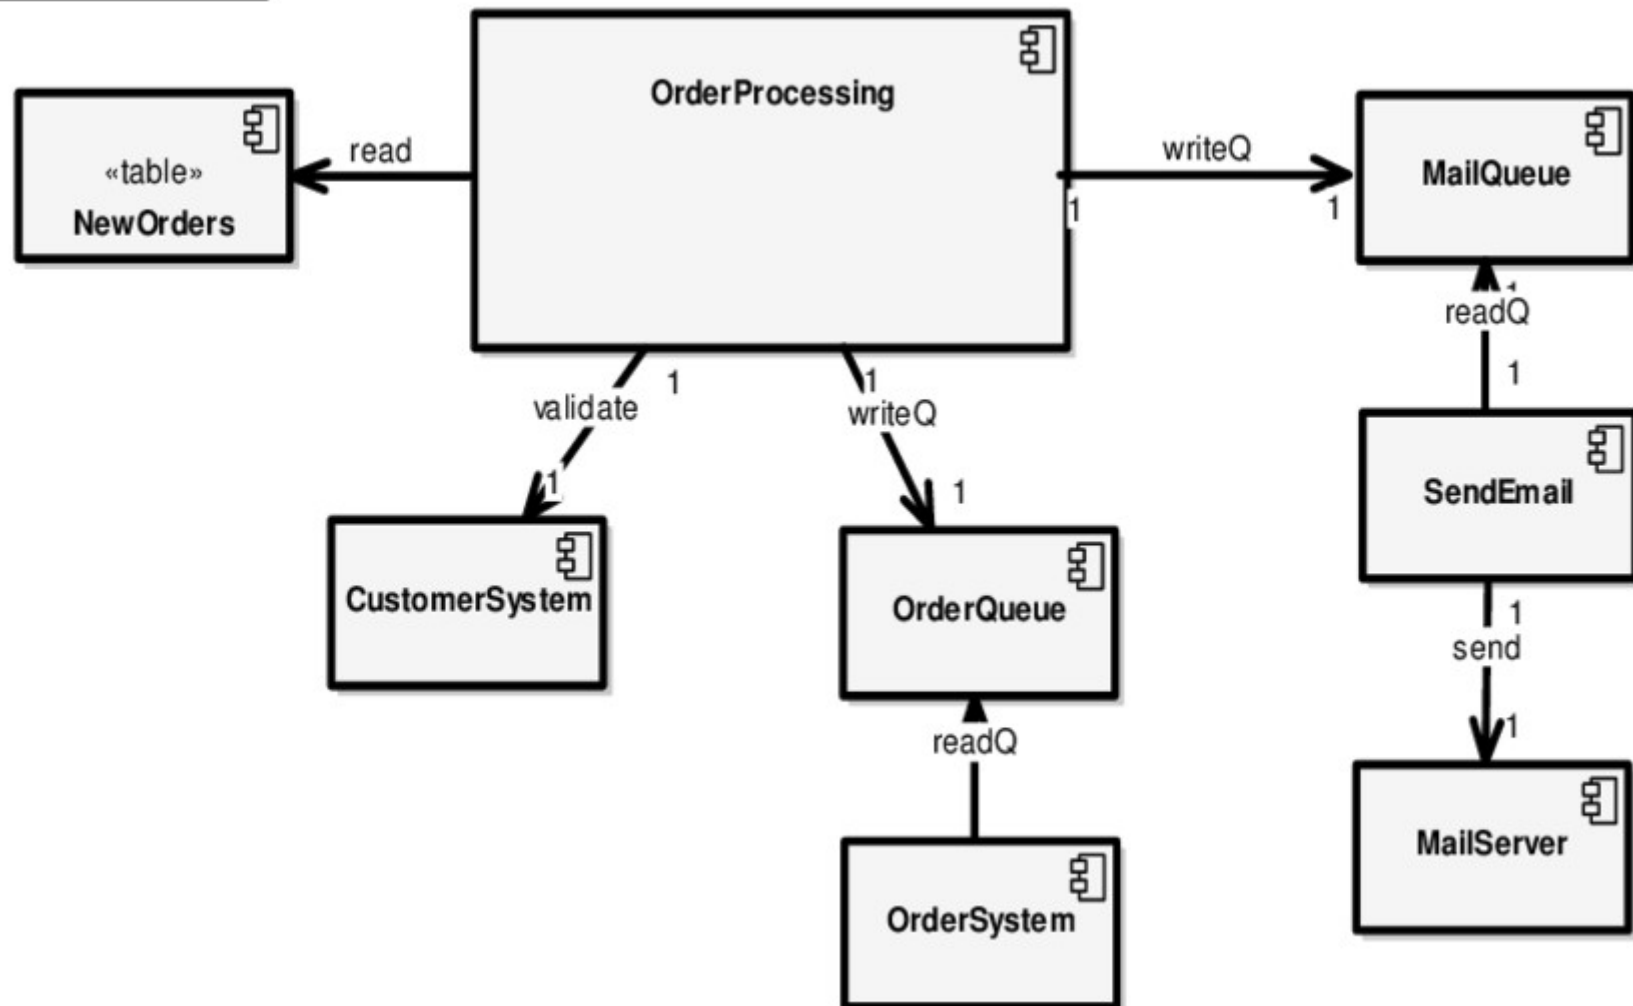 OrderProcessing
«table»
NewOrders
read
writeQ
1
1
MailQueue
1
readQ
1
validate
1
1
writeQ
1
1
SendEmail
CustomerSystem
OrderQueue
1
send
1
readQ
MailServer
OrderSystem